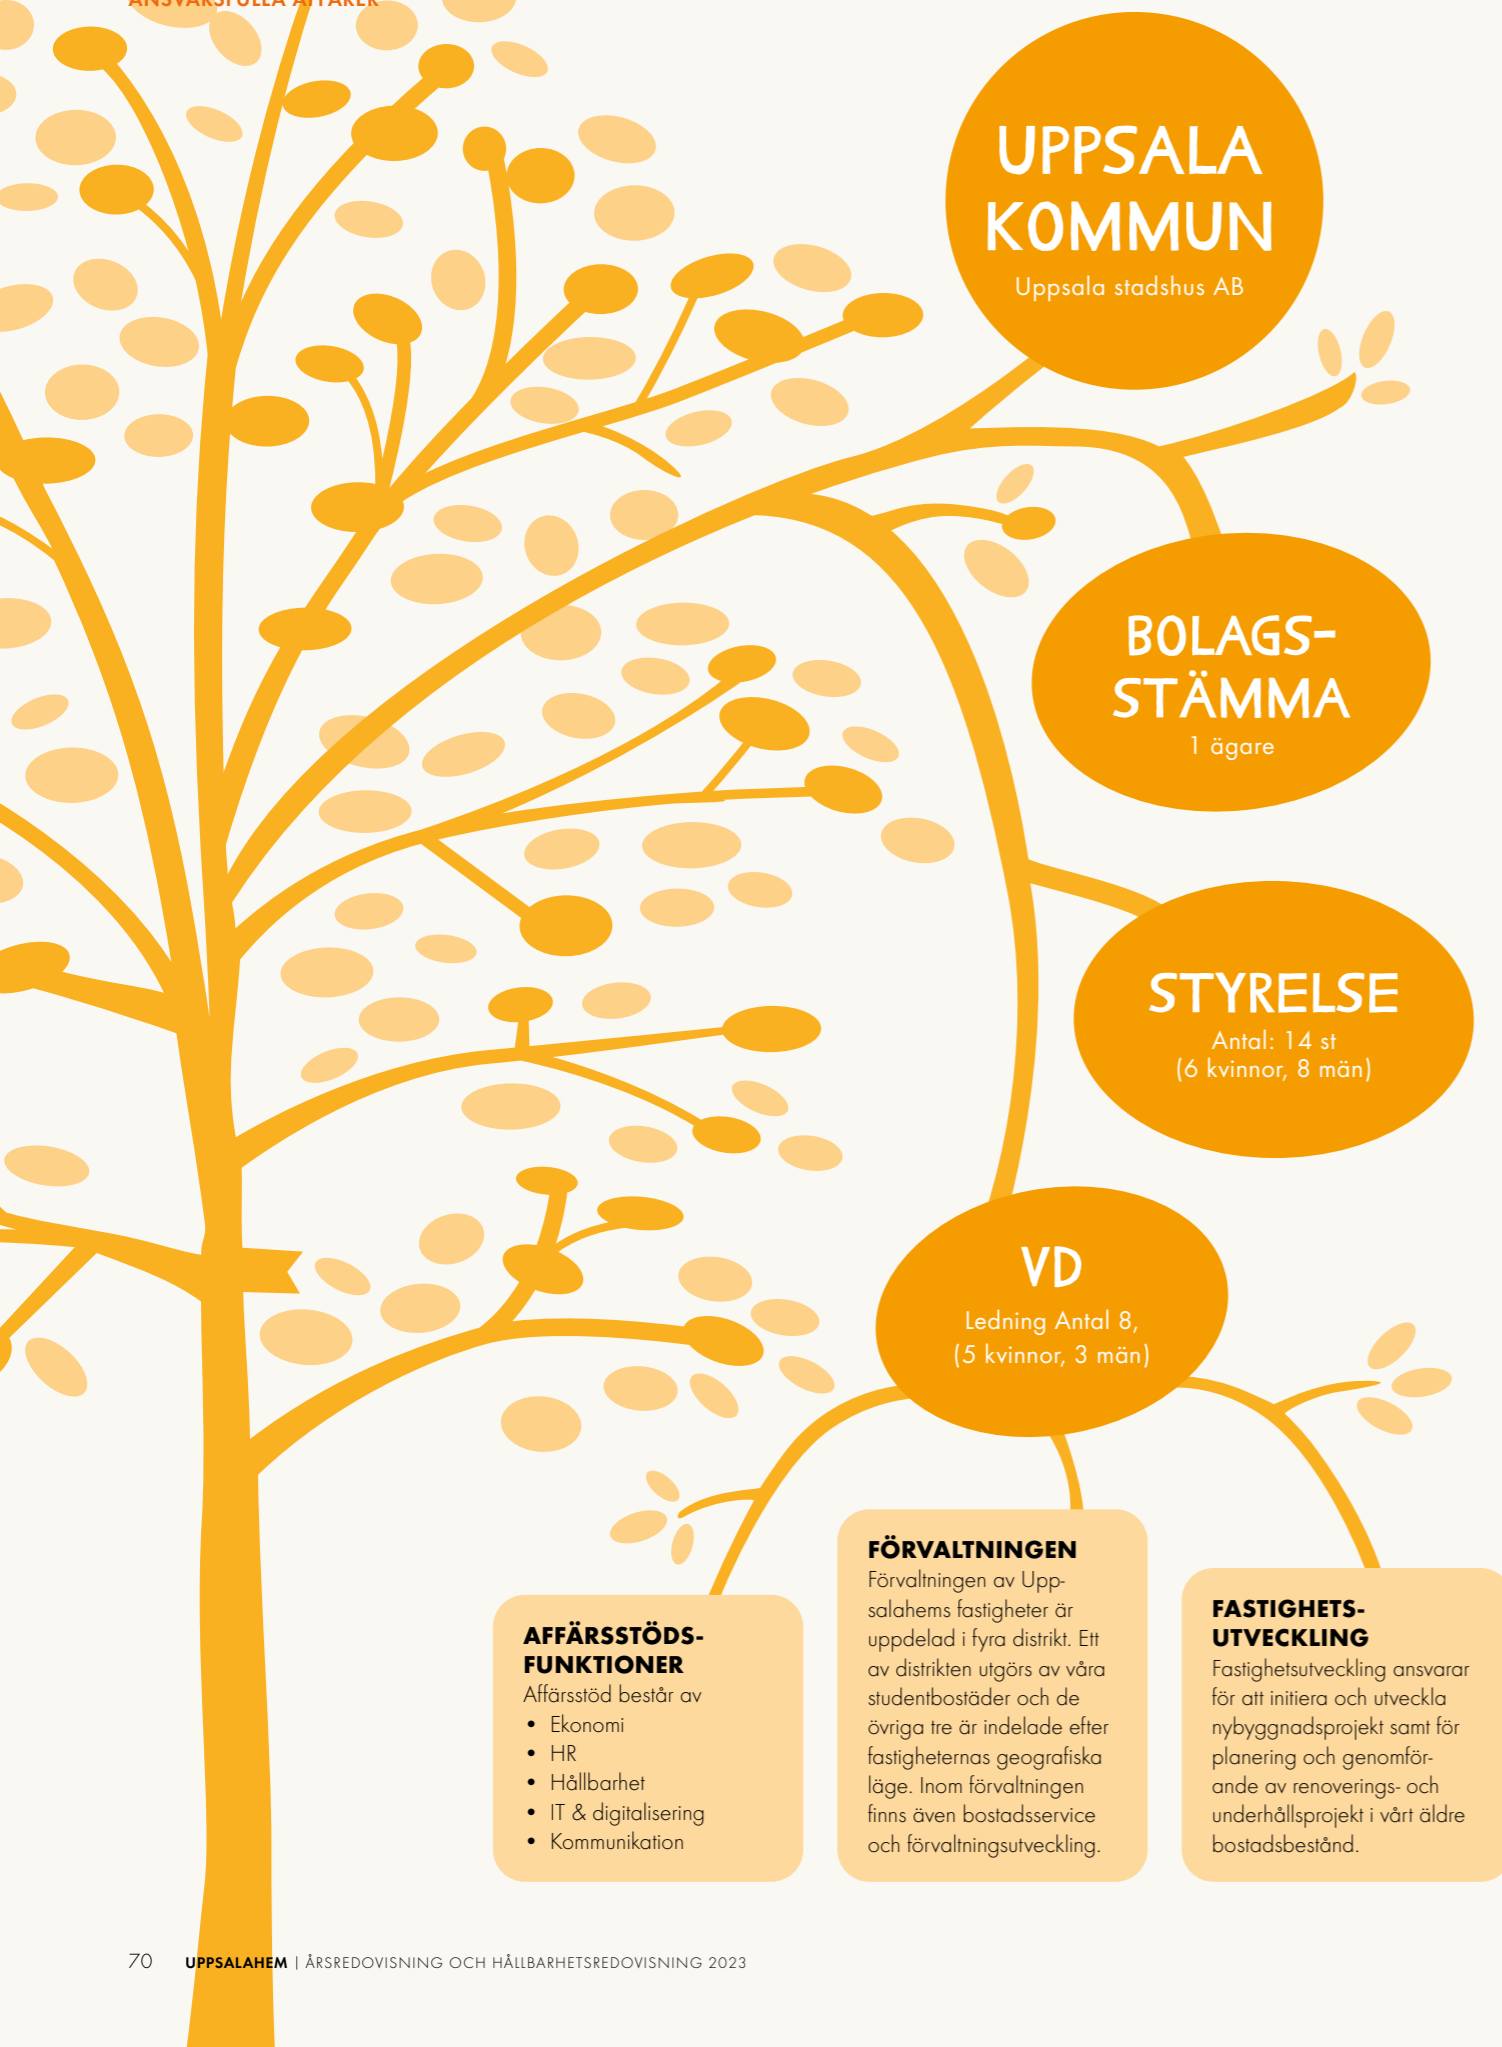 ANSVARSFULLA AFFÄRER
UPPSALA
KOMMUN
Uppsala stadshus AB
BOLAGS-
STÄMMA
1 ägare
STYRELSE
Antal: 14 st
(6 kvinnor, 8 män)
VD
Ledning Antal 8,
(5 kvinnor, 3 män)
AFFÄRSSTÖDS-
FUNKTIONER
Affärsstöd består av
• Ekonomi
• HR
• Hållbarhet
• IT & digitalisering
• Kommunikation
FÖRVALTNINGEN
Förvaltningen av Upp-
salahems fastigheter är
uppdelad i fyra distrikt. Ett
av distrikten utgörs av våra
studentbostäder och de
övriga tre är indelade efter
fastigheternas geografiska
läge. Inom förvaltningen
finns även bostadsservice
och förvaltningsutveckling.
FASTIGHETS-
UTVECKLING
Fastighetsutveckling ansvarar
för att initiera och utveckla
nybyggnadsprojekt samt för
planering och genomför-
ande av renoverings- och
underhållsprojekt i vårt äldre
bostadsbestånd.
70 UPPSALAHEM | ÅRSREDOVISNING OCH HÅLLBARHETSREDOVISNING 2023